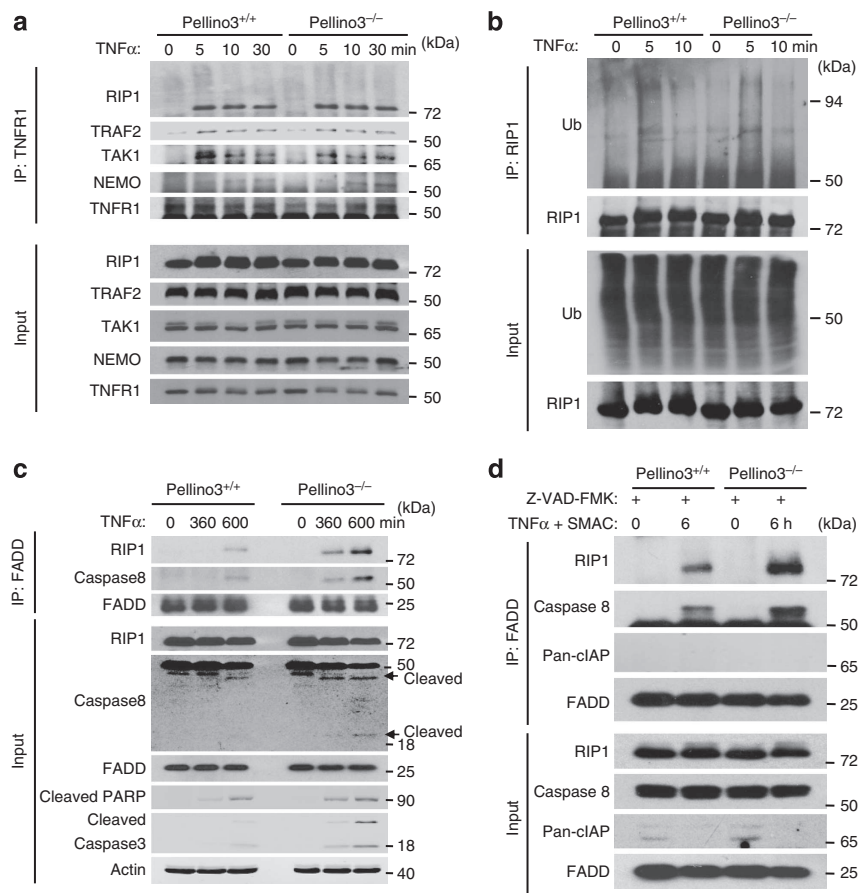 a
Pellino3+/+ Pellino3–/–
TNFα: 0 5 10 30 0 5 10 30 min (kDa)
IP: TNFR1
RIP1
72
TRAF2
50
TAK1
65
NEMO
50
TNFR1
50
Input
RIP1
72
TRAF2
50
TAK1
65
NEMO
50
TNFR1
50
b
Pellino3+/+ Pellino3–/–
TNFα: 0 5 10 0 5 10 min
(kDa)
IP: RIP1
94
Ub
50
RIP1
72
Input
Ub
50
RIP1
72
c
Pellino3+/+ Pellino3–/–
(kDa)
TNFα: 0 360 600 0 360 600 min
IP: FADD
RIP1
72
Caspase8
50
FADD
25
Input
RIP1
72
50
Cleaved
Caspase8
Cleaved
18
FADD
25
Cleaved PARP
90
Cleaved
Caspase3
18
Actin
40
d
Pellino3+/+ Pellino3–/–
Z-VAD-FMK: + + + +
TNFα + SMAC: 0 6 0 6 h (kDa)
IP: FADD
RIP1
72
Caspase 8
50
Pan-cIAP
65
FADD
25
Input
RIP1
72
Caspase 8
50
Pan-cIAP
65
FADD
25